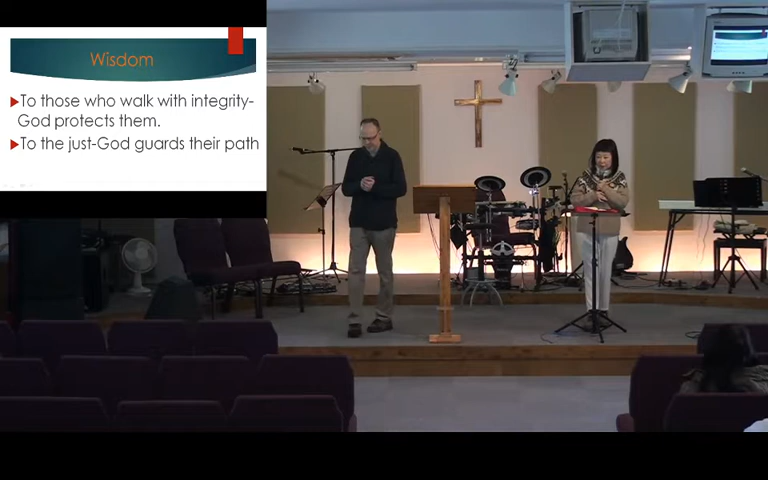 Wisdom
To those who walk with integrity-
God protects them.
To the just-God guards their path